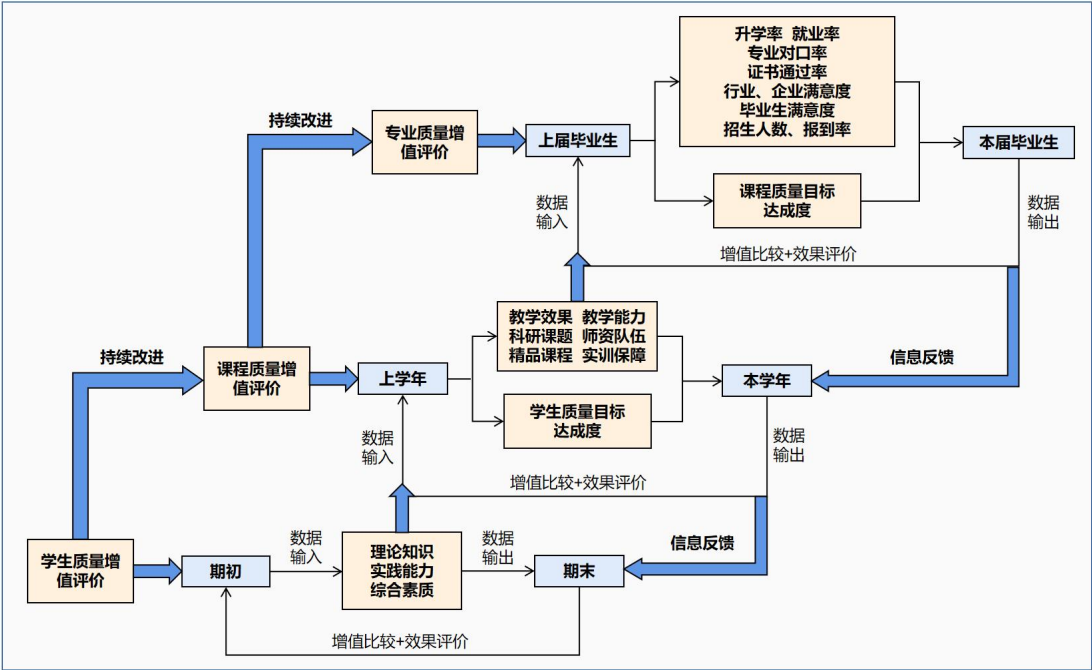 升学率 就业率
专业对口率
证书通过率
行业、企业满意度
毕业生满意度
招生人数、报到率
持续改进
专业质量增
值评价
上届毕业生
本届毕业生
课程质量目标
达成度
数据
输入
数据
输出
增值比较+效果评价
教学效果 教学能力
科研课题 师资队伍
精品课程 实训保障
持续改进
课程质量增
值评价
上学年
本学年
信息反馈
学生质量目标
达成度
数据
输入
数据
输出
增值比较+效果评价
学生质量增
值评价
期初
数据
输入
理论知识
实践能力
综合素质
数据
输出
期末
信息反馈
增值比较+效果评价